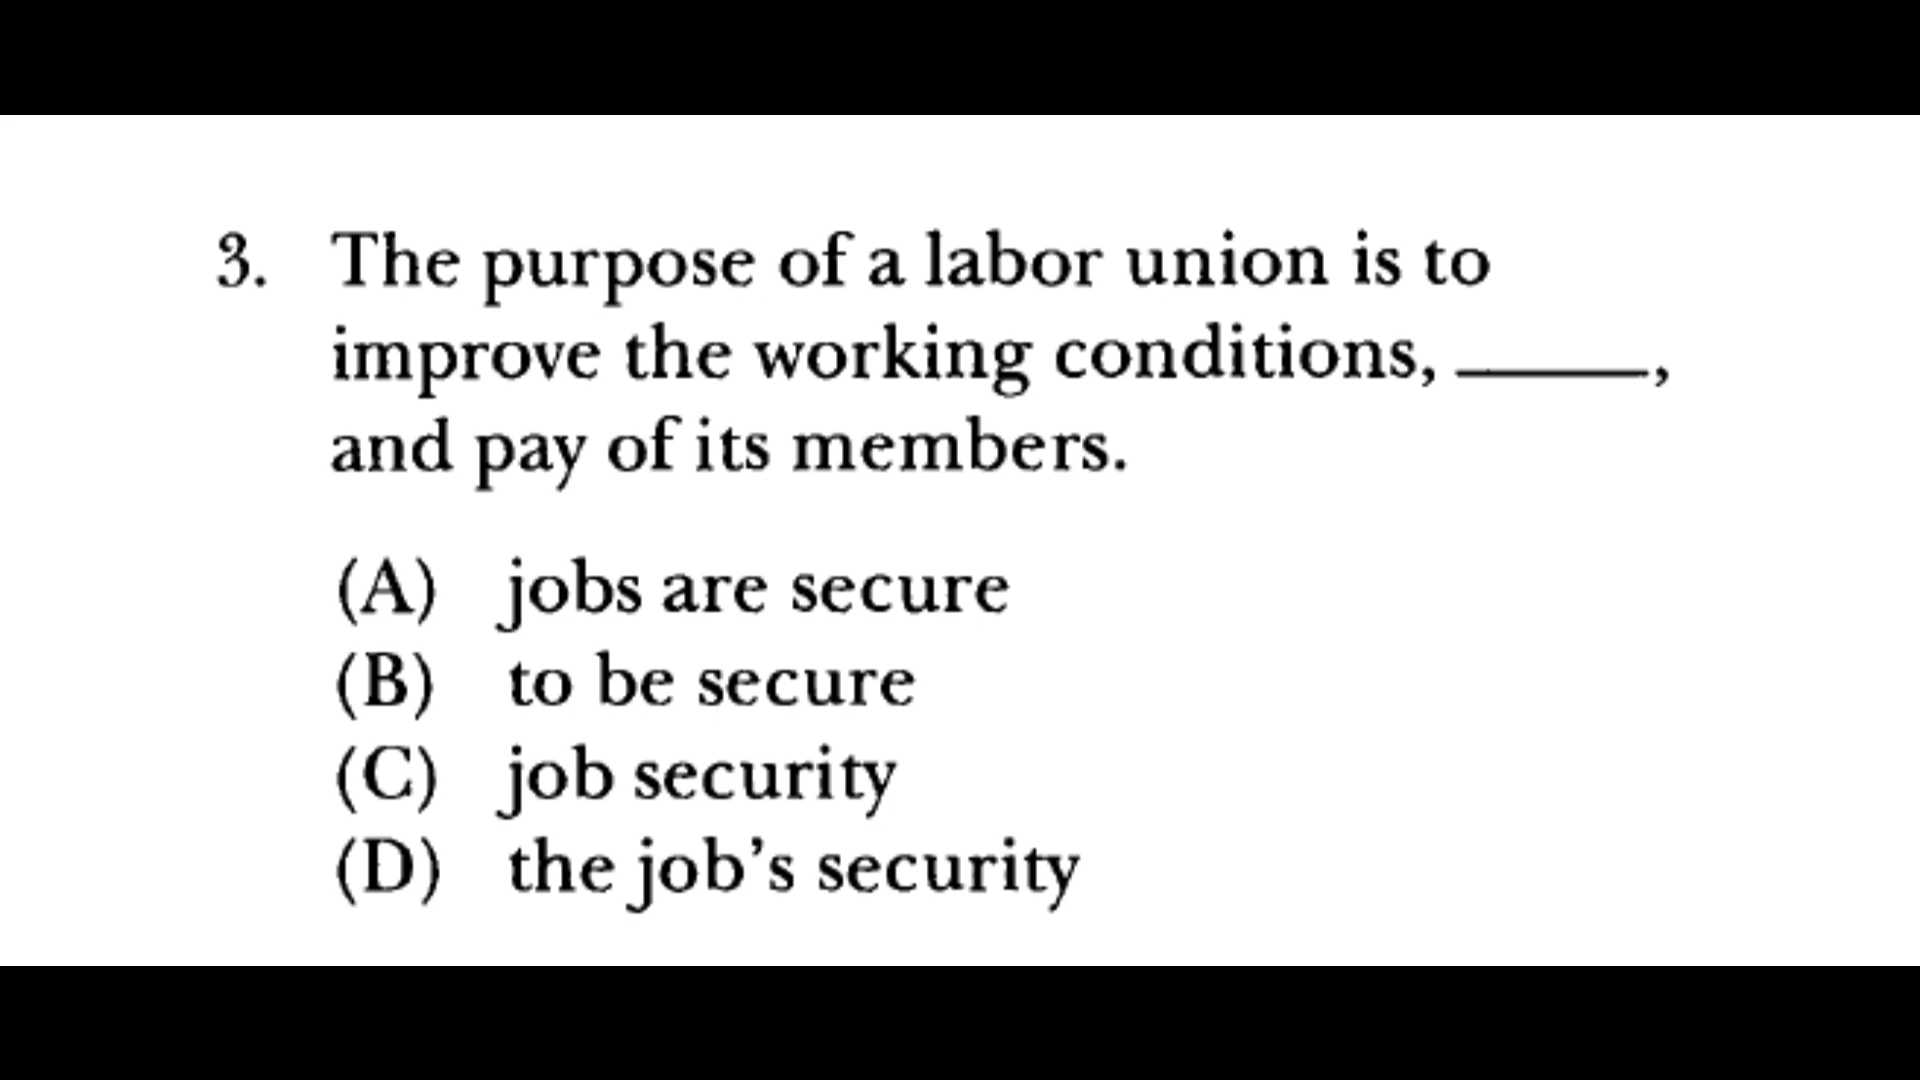 3. The purpose of a labor union is to
improve the working conditions, _____,
and pay of its members.
(A) jobs are secure
(B) to be secure
(C) job security
(D) the job’s security